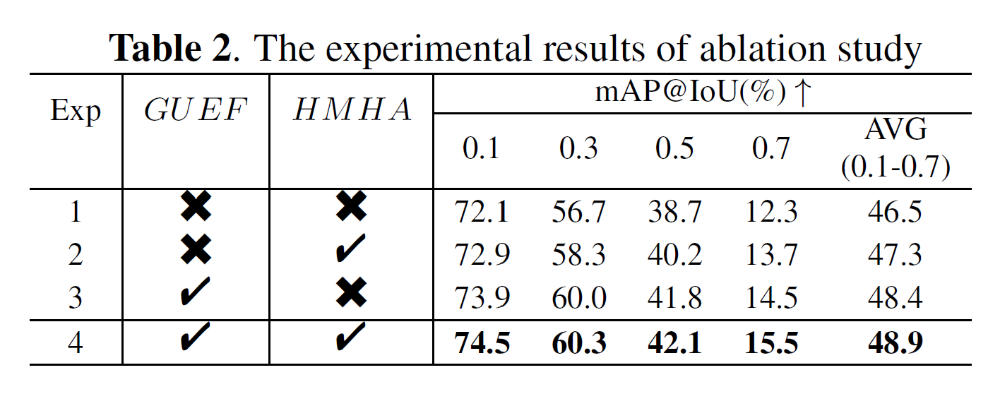 Table 2. The experimental results of ablation study
Exp GUEF HMHA mAP@IoU(%) ↑
0.1 0.3 0.5 0.7 AVG (0.1-0.7)
1 ✖ ✖ 72.1 56.7 38.7 12.3 46.5
2 ✖ ✔ 72.9 58.3 40.2 13.7 47.3
3 ✔ ✖ 73.9 60.0 41.8 14.5 48.4
4 ✔ ✔ 74.5 60.3 42.1 15.5 48.9